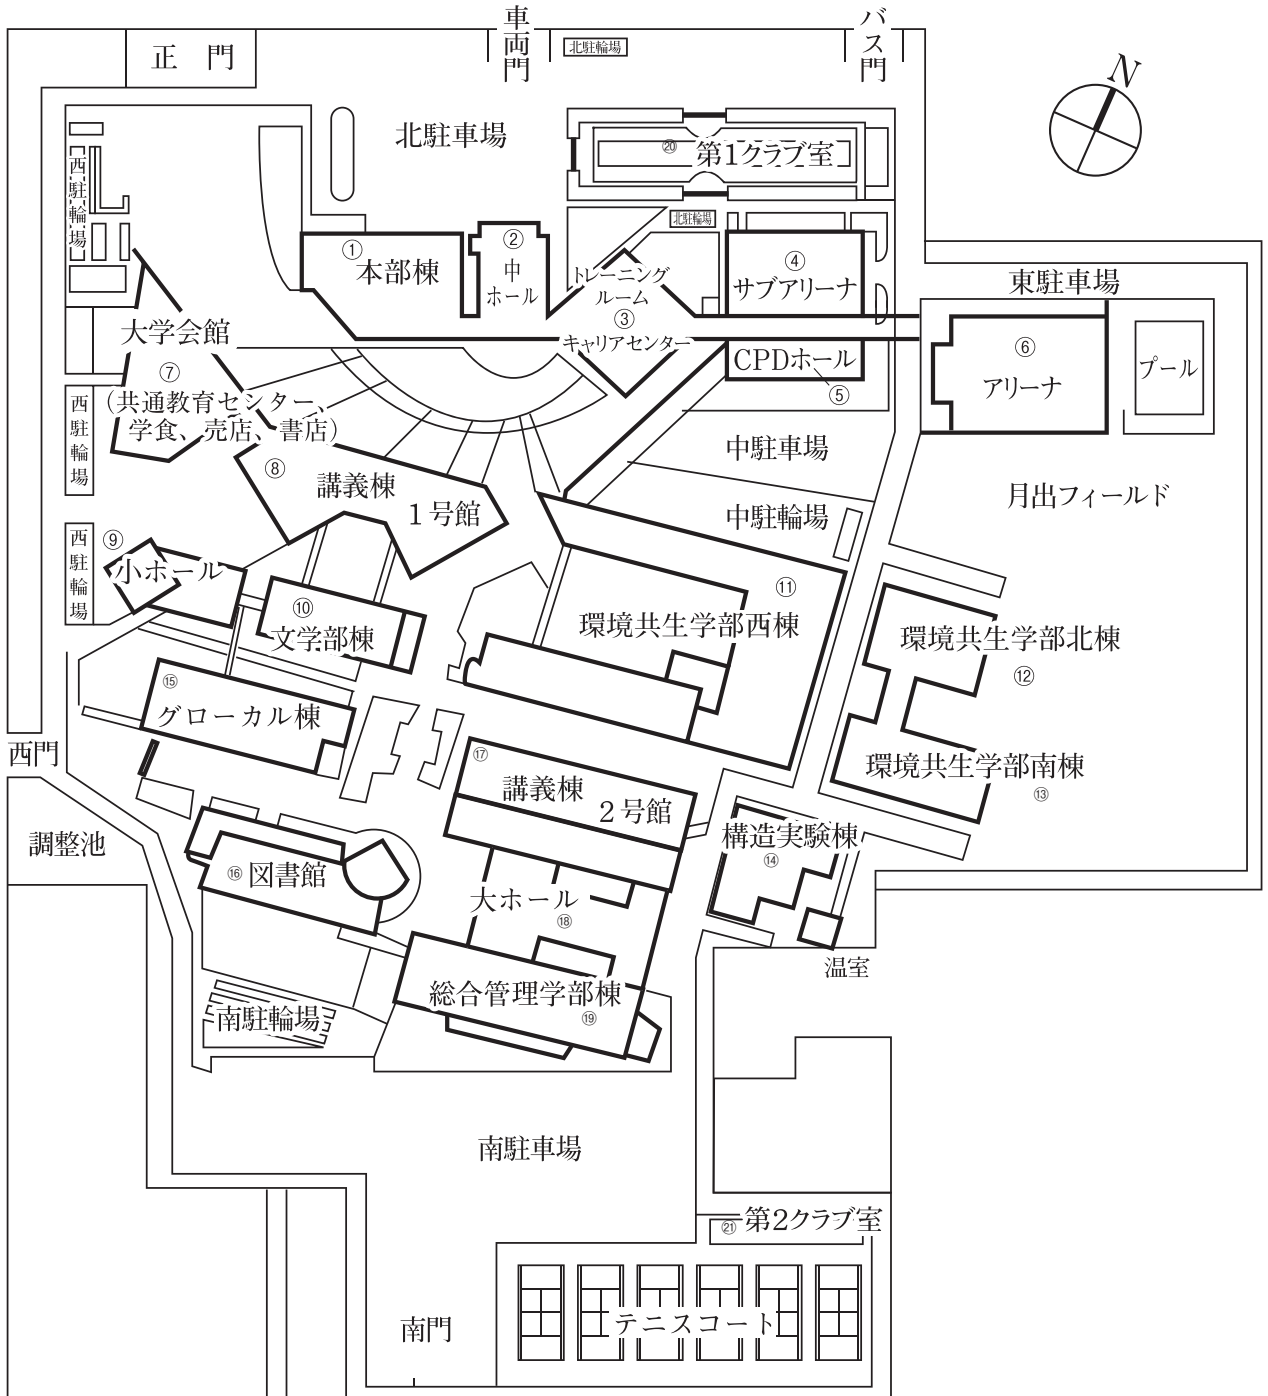 正　門
車両門
北駐輪場
バス門
N
北駐車場
⑳ 第1クラブ室
西駐輪場
北駐輪場
① 本部棟
② 中ホール
トレーニング
ルーム
③
キャリアセンター
④
サブアリーナ
CPDホール
⑤
東駐車場
⑥
アリーナ
プール
大学会館
⑦
（共通教育センター、
学食、売店、書店）
西駐輪場
⑧ 講義棟
1号館
中駐車場
中駐輪場
月出フィールド
西駐輪場
⑨
小ホール
⑩
文学部棟
⑪
環境共生学部西棟
環境共生学部北棟
⑫
⑮
グローカル棟
西門
環境共生学部南棟
⑬
⑰
講義棟
2号館
構造実験棟
⑭
調整池
⑯ 図書館
大ホール
⑱
温室
総合管理学部棟
⑲
南駐輪場
南駐車場
㉑ 第2クラブ室
南門
テニスコート